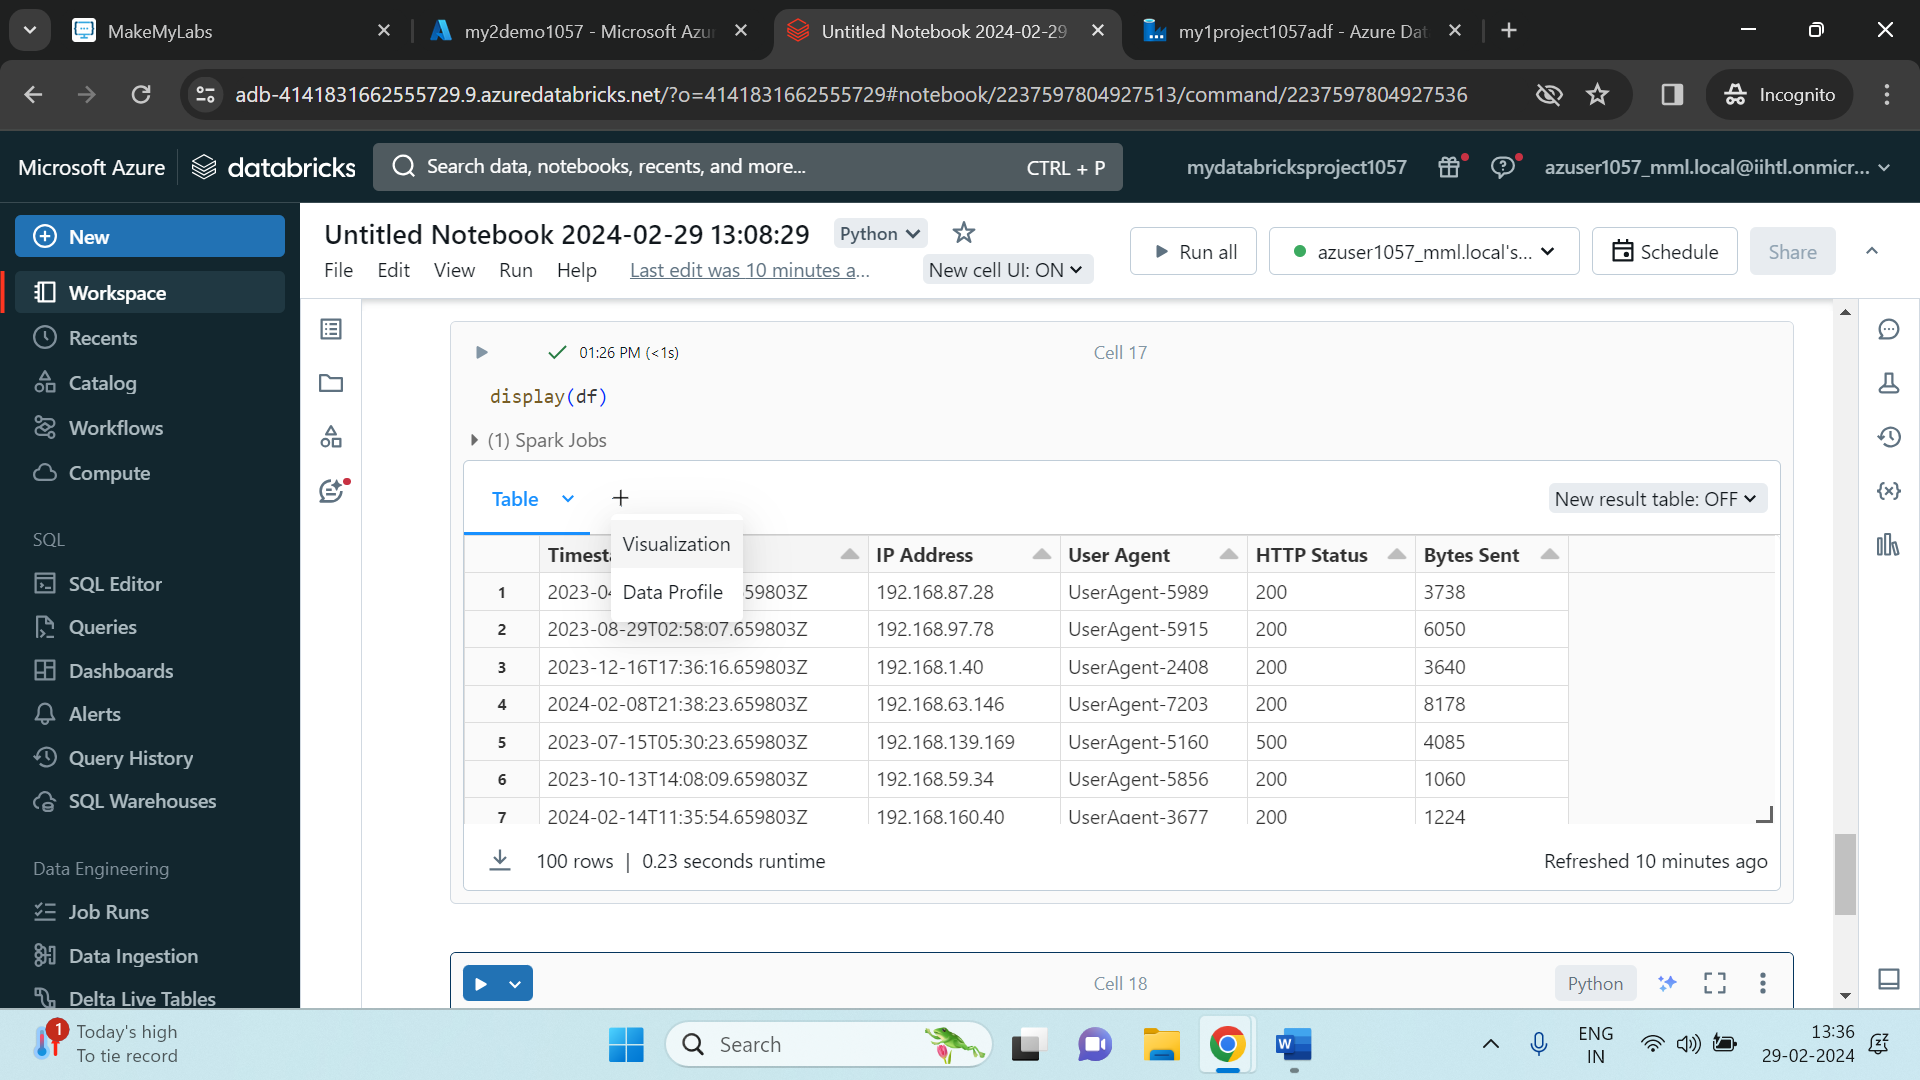 MakeMyLabs
my2demo1057 - Microsoft Azur
Untitled Notebook 2024-02-29
my1project1057adf - Azure Dat
adb-4141831662555729.9.azuredatabricks.net/?o=4141831662555729#notebook/2237597804927513/command/2237597804927536
Incognito
Microsoft Azure
databricks
Search data, notebooks, recents, and more...
CTRL + P
mydatabricksproject1057
azuser1057_mml.local@iihtl.onmicr...
New
Workspace
Recents
Catalog
Workflows
Compute
SQL
SQL Editor
Queries
Dashboards
Alerts
Query History
SQL Warehouses
Data Engineering
Job Runs
Data Ingestion
Delta Live Tables
Untitled Notebook 2024-02-29 13:08:29
Python
File Edit View Run Help Last edit was 10 minutes a...
New cell UI: ON
Run all
azuser1057_mml.local's...
Schedule
Share
01:26 PM (<1s)
Cell 17
display(df)
(1) Spark Jobs
Table
+
New result table: OFF
Visualization
Data Profile
Timesta IP Address User Agent HTTP Status Bytes Sent
1 2023-04 59803Z 192.168.87.28 UserAgent-5989 200 3738
2 2023-08-29T02:58:07.659803Z 192.168.97.78 UserAgent-5915 200 6050
3 2023-12-16T17:36:16.659803Z 192.168.1.40 UserAgent-2408 200 3640
4 2024-02-08T21:38:23.659803Z 192.168.63.146 UserAgent-7203 200 8178
5 2023-07-15T05:30:23.659803Z 192.168.139.169 UserAgent-5160 500 4085
6 2023-10-13T14:08:09.659803Z 192.168.59.34 UserAgent-5856 200 1060
7 2024-02-14T11:35:54.659803Z 192.168.160.40 UserAgent-3677 200 1224
100 rows | 0.23 seconds runtime
Refreshed 10 minutes ago
Cell 18
Python
1
Today's high
To tie record
Search
ENG
IN
13:36
29-02-2024